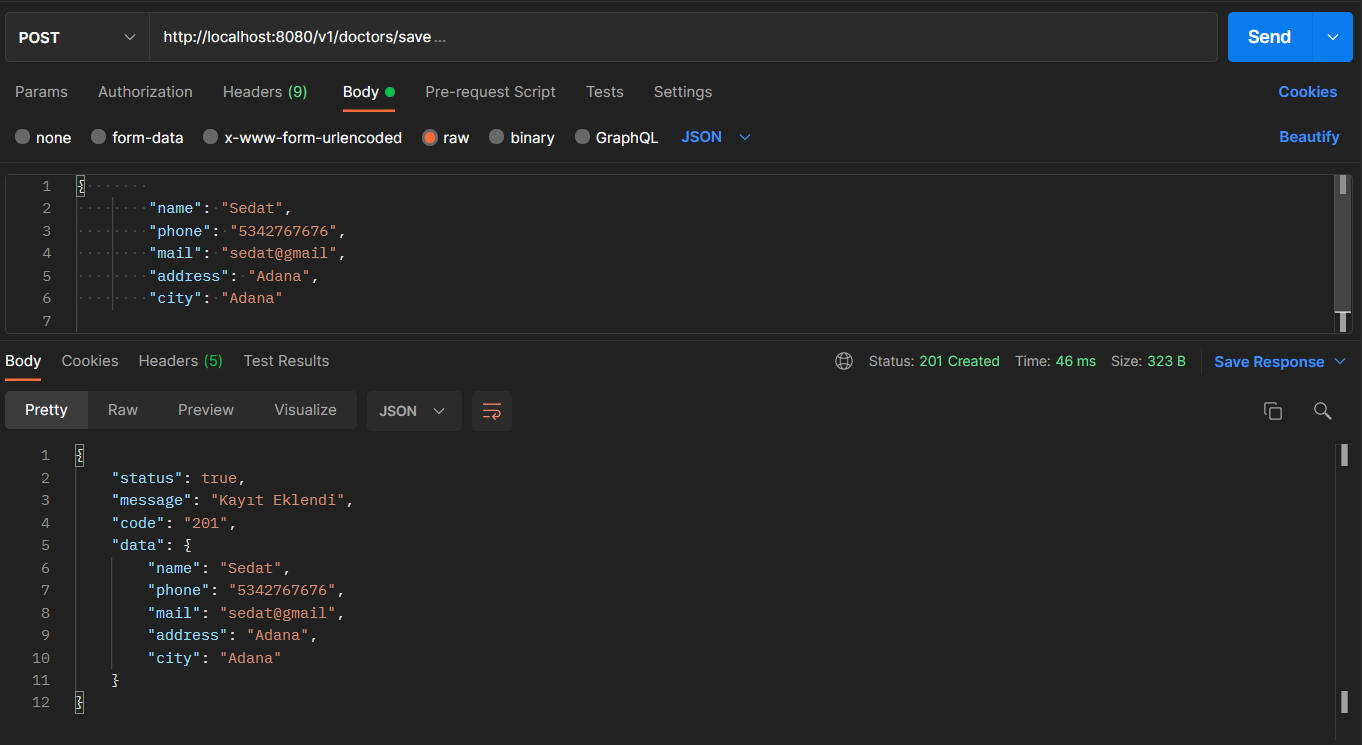 POST http://localhost:8080/v1/doctors/save ... Send
Params Authorization Headers (9) Body Pre-request Script Tests Settings Cookies
none form-data x-www-form-urlencoded raw binary GraphQL JSON Beautify
1 {
2 "name": "Sedat",
3 "phone": "5342767676",
4 "mail": "sedat@gmail",
5 "address": "Adana",
6 "city": "Adana"
7
Body Cookies Headers (5) Test Results Status: 201 Created Time: 46 ms Size: 323 B Save Response
Pretty Raw Preview Visualize JSON
1 {
2 "status": true,
3 "message": "Kayıt Eklendi",
4 "code": "201",
5 "data": {
6 "name": "Sedat",
7 "phone": "5342767676",
8 "mail": "sedat@gmail",
9 "address": "Adana",
10 "city": "Adana"
11 }
12 }